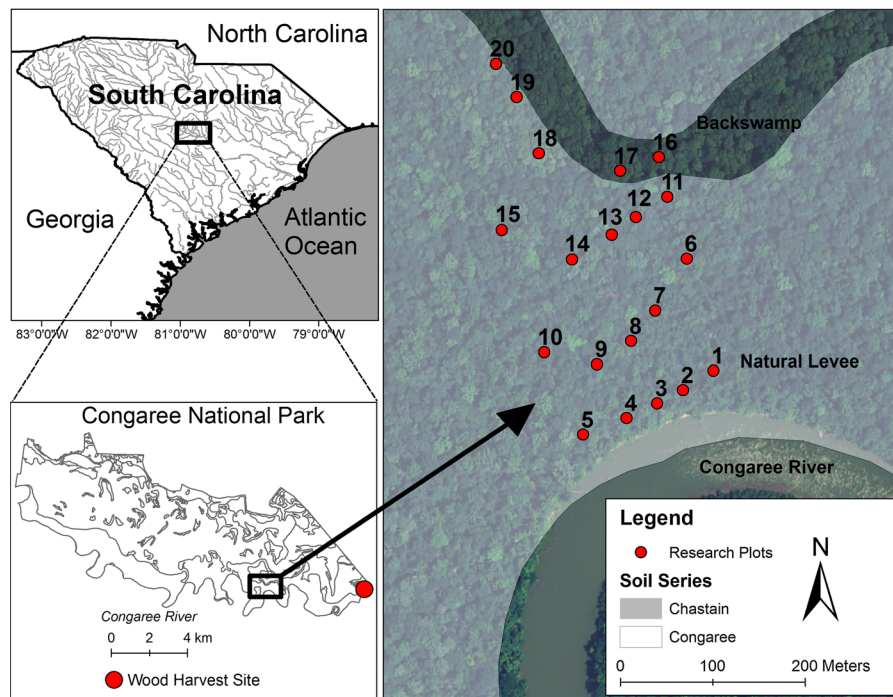 North Carolina
South Carolina
Georgia
Atlantic
Ocean
83°0'0"W 82°0'0"W 81°0'0"W 80°0'0"W 79°0'0"W
Congaree National Park
Congaree River
0 2 4
km
Wood Harvest Site
20
19
Backswamp
18
17
16
11
12
15
13
14
6
7
8
10
9
1
Natural Levee
2
3
4
5
Congaree River
Legend
Research Plots
Soil Series
Chastain
Congaree
N
0 100 200 Meters